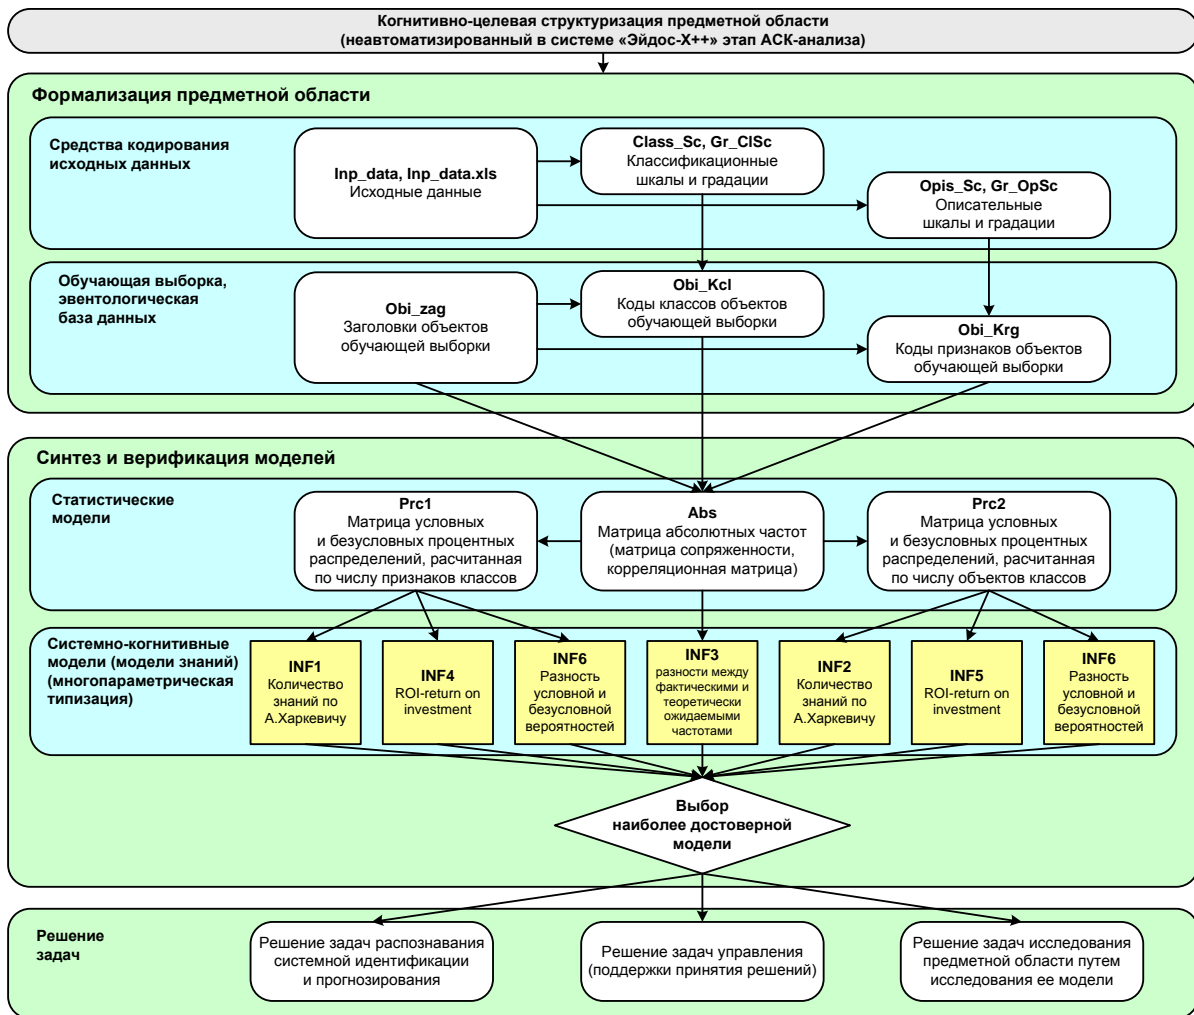 Когнитивно-целевая структуризация предметной области
(неавтоматизированный в системе «Эйдос-Х++» этап АСК-анализа)
Формализация предметной области
Средства кодирования
исходных данных
Inp_data, Inp_data.xls
Исходные данные
Class_Sc, Gr_ClSc
Классификационные
шкалы и градации
Opis_Sc, Gr_OpSc
Описательные
шкалы и градации
Обучающая выборка,
эвентологическая
база данных
Obi_zag
Заголовки объектов
обучающей выборки
Obi_Kcl
Коды классов объектов
обучающей выборки
Obi_Krg
Коды признаков объектов
обучающей выборки
Синтез и верификация моделей
Статистические
модели
Prc1
Матрица условных
и безусловных процентных
распределений, расчитанная
по числу признаков классов
Abs
Матрица абсолютных частот
(матрица сопряженности,
корреляционная матрица)
Prc2
Матрица условных
и безусловных процентных
распределений, расчитанная
по числу объектов классов
Системно-когнитивные
модели (модели знаний)
(многопараметрическая
типизация)
INF1
Количество
знаний по
А.Харкевичу
INF4
ROI-return on
investment
INF6
Разность
условной и
безусловной
вероятностей
INF3
разности между
фактическими и
теоретически
ожидаемыми
частотами
INF2
Количество
знаний по
А.Харкевичу
INF5
ROI-return on
investment
INF6
Разность
условной и
безусловной
вероятностей
Выбор
наиболее достоверной
модели
Решение
задач
Решение задач распознавания
системной идентификации
и прогнозирования
Решение задач управления
(поддержки принятия решений)
Решение задач исследования
предметной области путем
исследования ее модели